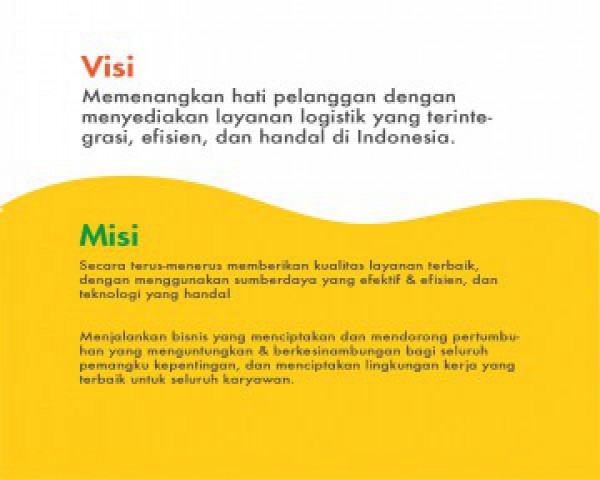 Visi
Memenangkan hati pelanggan dengan
menyediakan layanan logistik yang terinte-
grasi, efisien, dan handal di Indonesia.
Misi
Secara terus-menerus memberikan kualitas layanan terbaik,
dengan menggunakan sumberdaya yang efektif & efisien, dan
teknologi yang handal
Menjalankan bisnis yang menciptakan dan mendorong pertumbu-
han yang menguntungkan & berkesinambungan bagi seluruh
pemangku kepentingan, dan menciptakan lingkungan kerja yang
terbaik untuk seluruh karyawan.